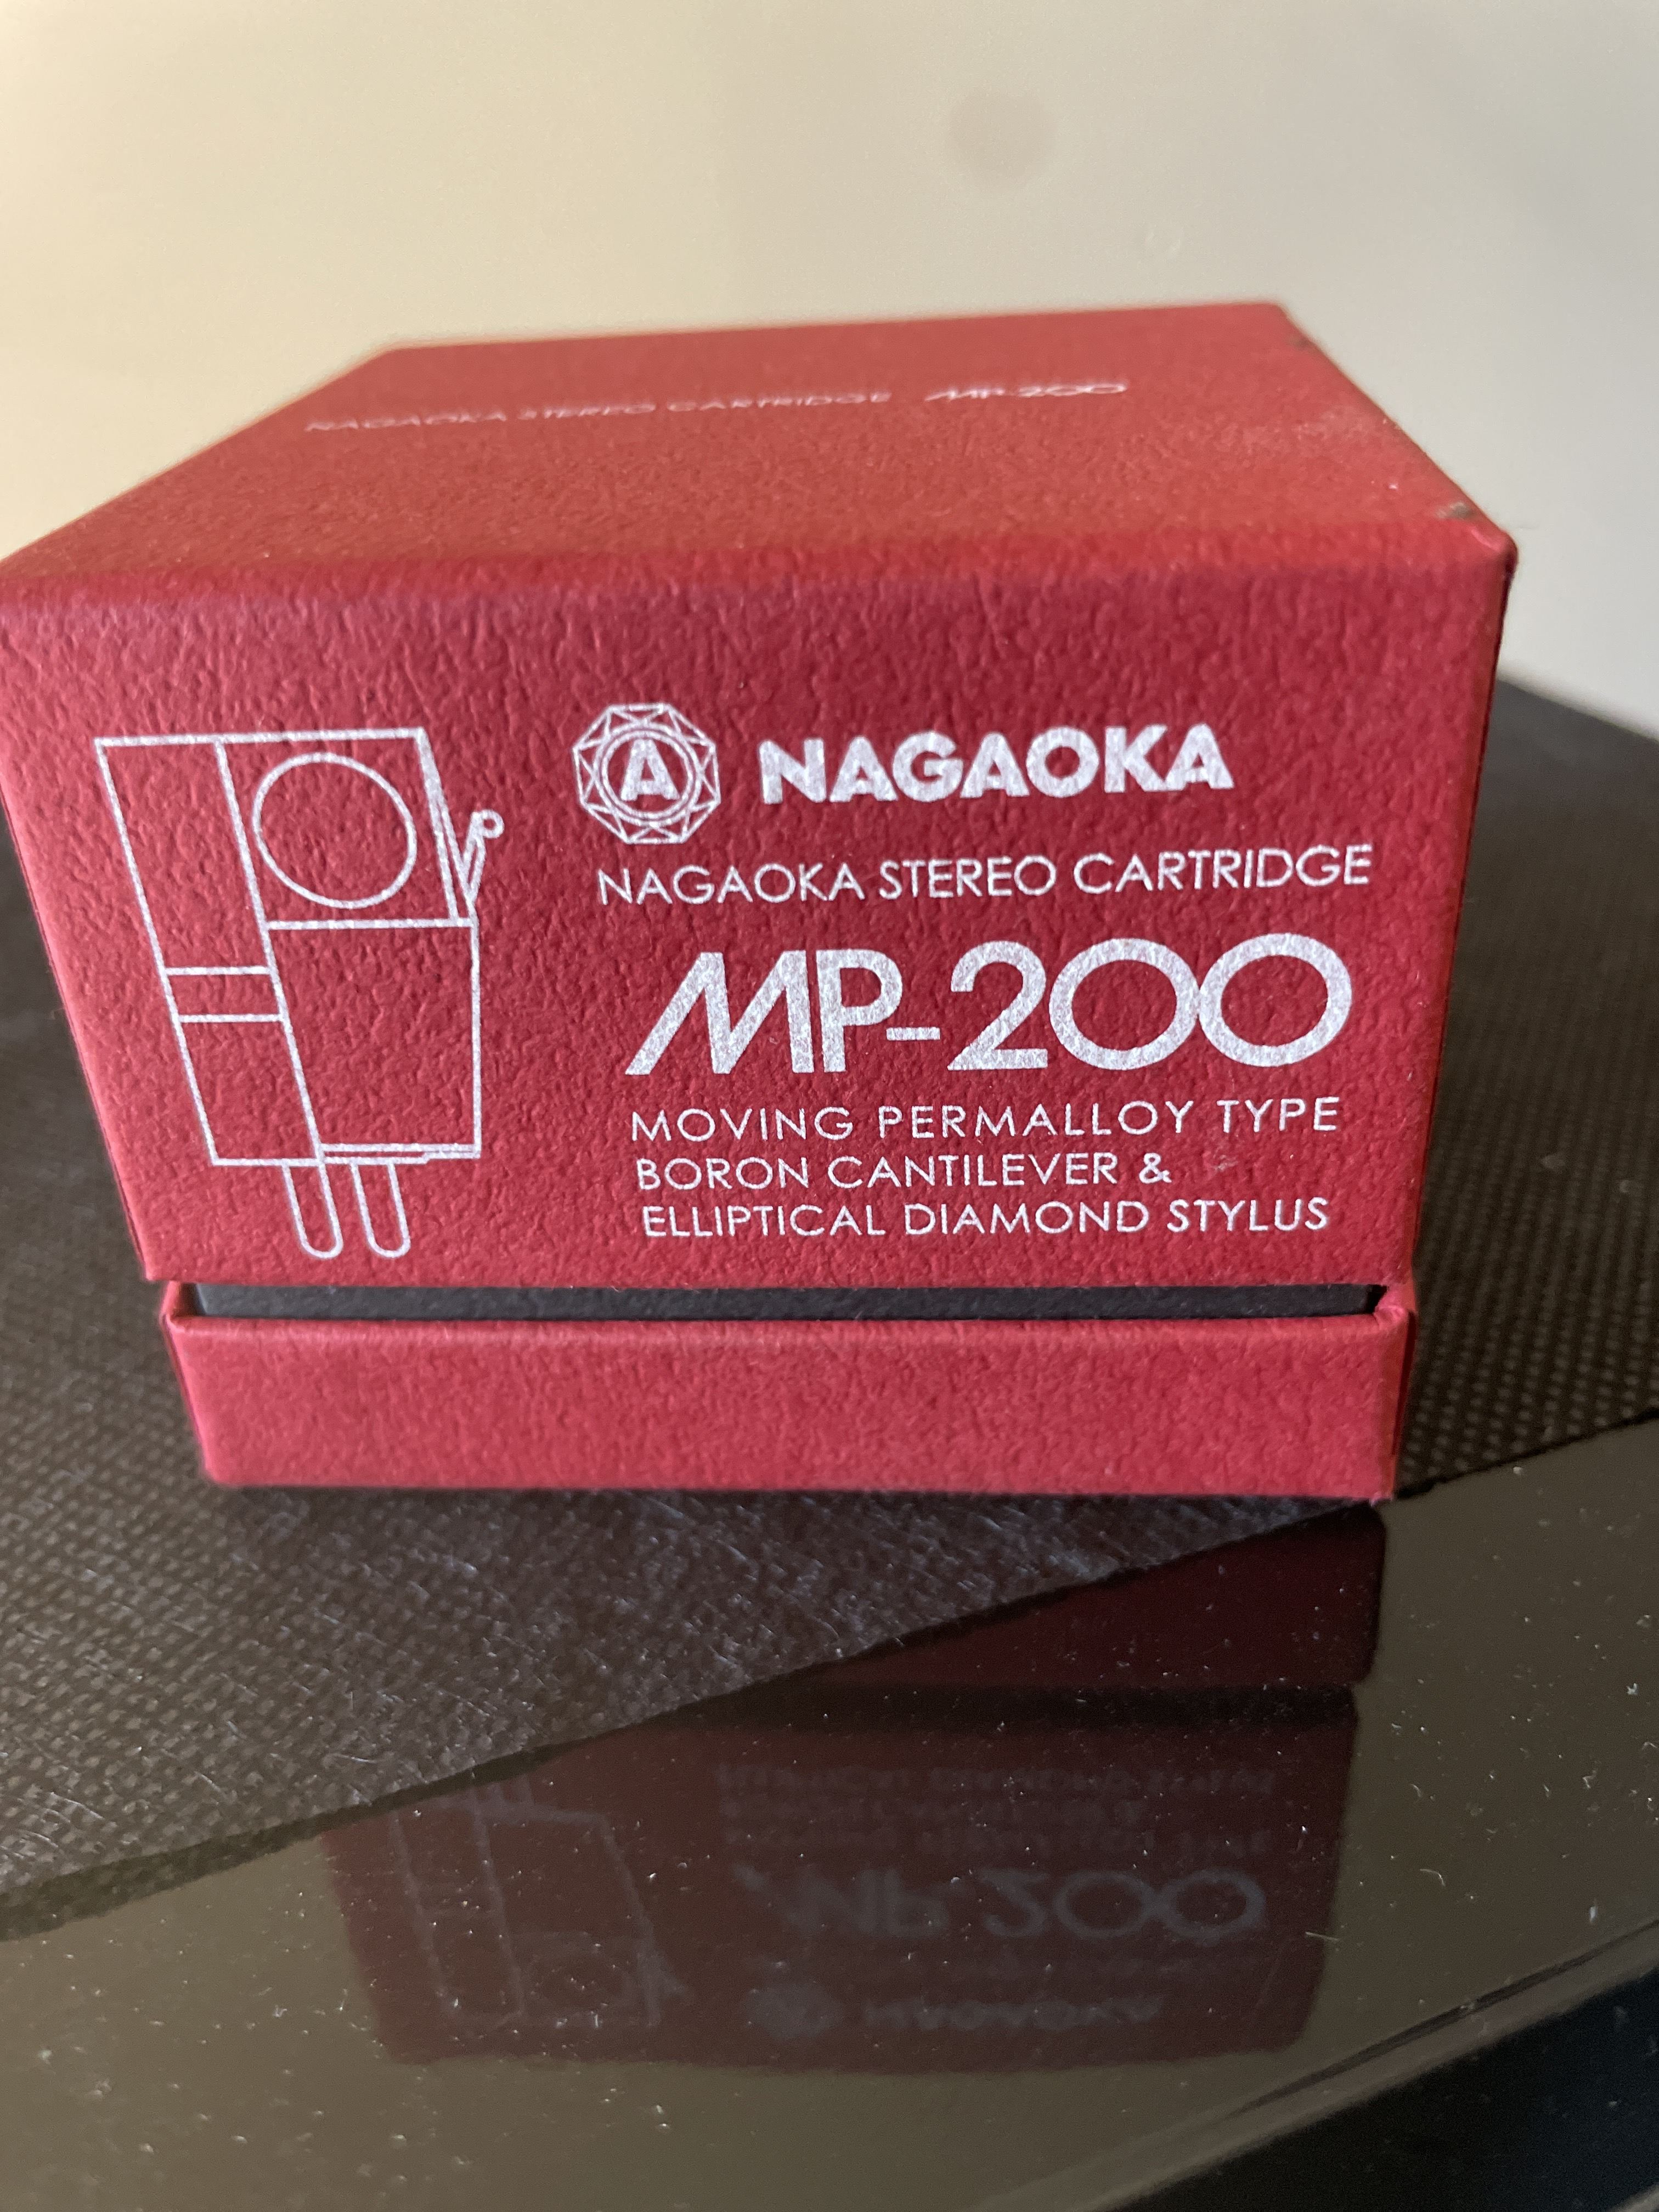 NAGAOKA STEREO CARTRIDGE MP-200
A NAGAOKA
NAGAOKA STEREO CARTRIDGE
MP-200
MOVING PERMALLOY TYPE
BORON CANTILEVER &
ELLIPTICAL DIAMOND STYLUS